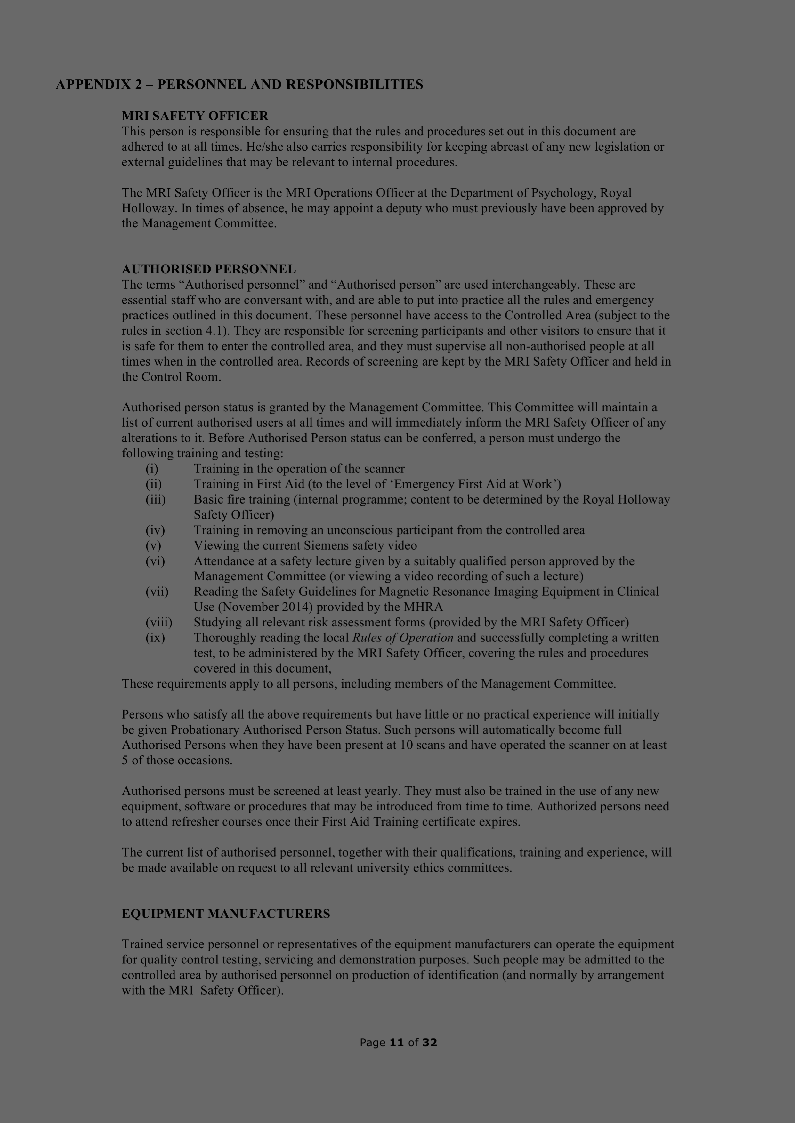 APPENDIX 2 – PERSONNEL AND RESPONSIBILITIES
MRI SAFETY OFFICER
This person is responsible for ensuring that the rules and procedures set out in this document are
adhered to at all times. He/she also carries responsibility for keeping abreast of any new legislation or
external guidelines that may be relevant to internal procedures.
The MRI Safety Officer is the MRI Operations Officer at the Department of Psychology, Royal
Holloway. In times of absence, he may appoint a deputy who must previously have been approved by
the Management Committee.
AUTHORISED PERSONNEL
The terms “Authorised personnel” and “Authorised person” are used interchangeably. These are
essential staff who are conversant with, and are able to put into practice all the rules and emergency
practices outlined in this document. These personnel have access to the Controlled Area (subject to the
rules in section 4.1). They are responsible for screening participants and other visitors to ensure that it
is safe for them to enter the controlled area, and they must supervise all non-authorised people at all
times when in the controlled area. Records of screening are kept by the MRI Safety Officer and held in
the Control Room.
Authorised person status is granted by the Management Committee. This Committee will maintain a
list of current authorised users at all times and will immediately inform the MRI Safety Officer of any
alterations to it. Before Authorised Person status can be conferred, a person must undergo the
following training and testing:
(i) Training in the operation of the scanner
(ii) Training in First Aid (to the level of ‘Emergency First Aid at Work’)
(iii) Basic fire training (internal programme; content to be determined by the Royal Holloway
Safety Officer)
(iv) Training in removing an unconscious participant from the controlled area
(v) Viewing the current Siemens safety video
(vi) Attendance at a safety lecture given by a suitably qualified person approved by the
Management Committee (or viewing a video recording of such a lecture)
(vii) Reading the Safety Guidelines for Magnetic Resonance Imaging Equipment in Clinical
Use (November 2014) provided by the MHRA
(viii) Studying all relevant risk assessment forms (provided by the MRI Safety Officer)
(ix) Thoroughly reading the local Rules of Operation and successfully completing a written
test, to be administered by the MRI Safety Officer, covering the rules and procedures
covered in this document,
These requirements apply to all persons, including members of the Management Committee.
Persons who satisfy all the above requirements but have little or no practical experience will initially
be given Probationary Authorised Person Status. Such persons will automatically become full
Authorised Persons when they have been present at 10 scans and have operated the scanner on at least
5 of those occasions.
Authorised persons must be screened at least yearly. They must also be trained in the use of any new
equipment, software or procedures that may be introduced from time to time. Authorized persons need
to attend refresher courses once their First Aid Training certificate expires.
The current list of authorised personnel, together with their qualifications, training and experience, will
be made available on request to all relevant university ethics committees.
EQUIPMENT MANUFACTURERS
Trained service personnel or representatives of the equipment manufacturers can operate the equipment
for quality control testing, servicing and demonstration purposes. Such people may be admitted to the
controlled area by authorised personnel on production of identification (and normally by arrangement
with the MRI Safety Officer).
Page 11 of 32